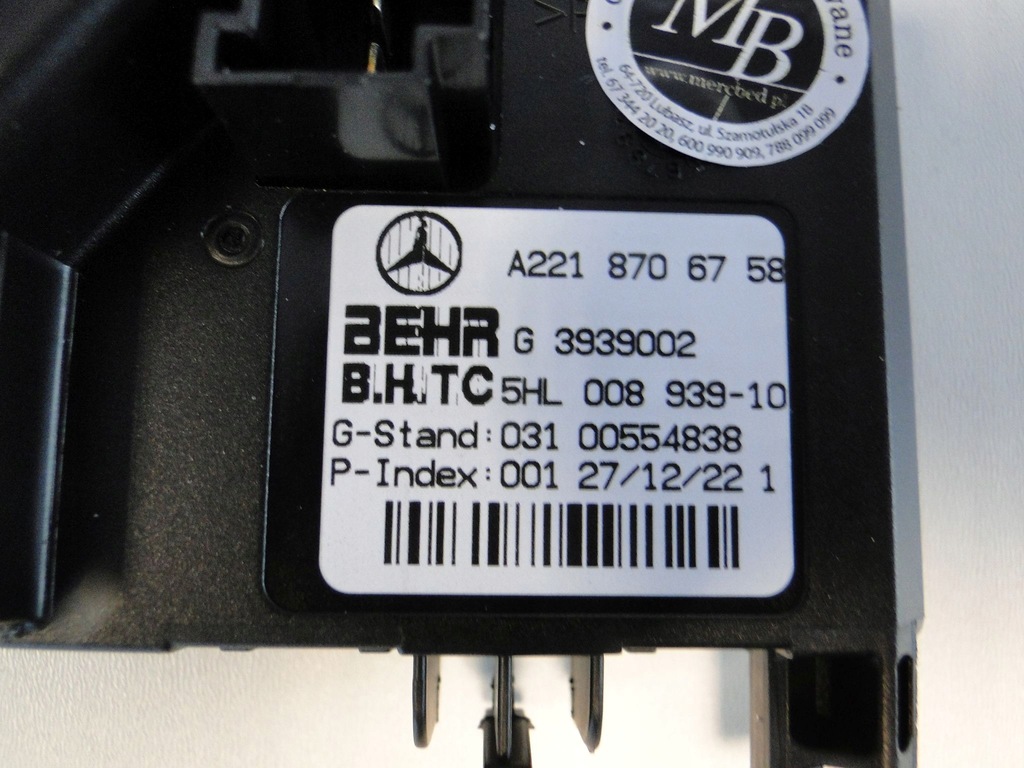 wane
MB
www.mercbed.pl
64-720 Lubasz, ul. Szamotulska 18
tel. 67 344 20 20, 600 990 909, 788 099 099
A221 870 67 58
BEHR G 3939002
B.H.TC 5HL 008 939-10
G-Stand: 031 00554838
P-Index: 001 27/12/22 1